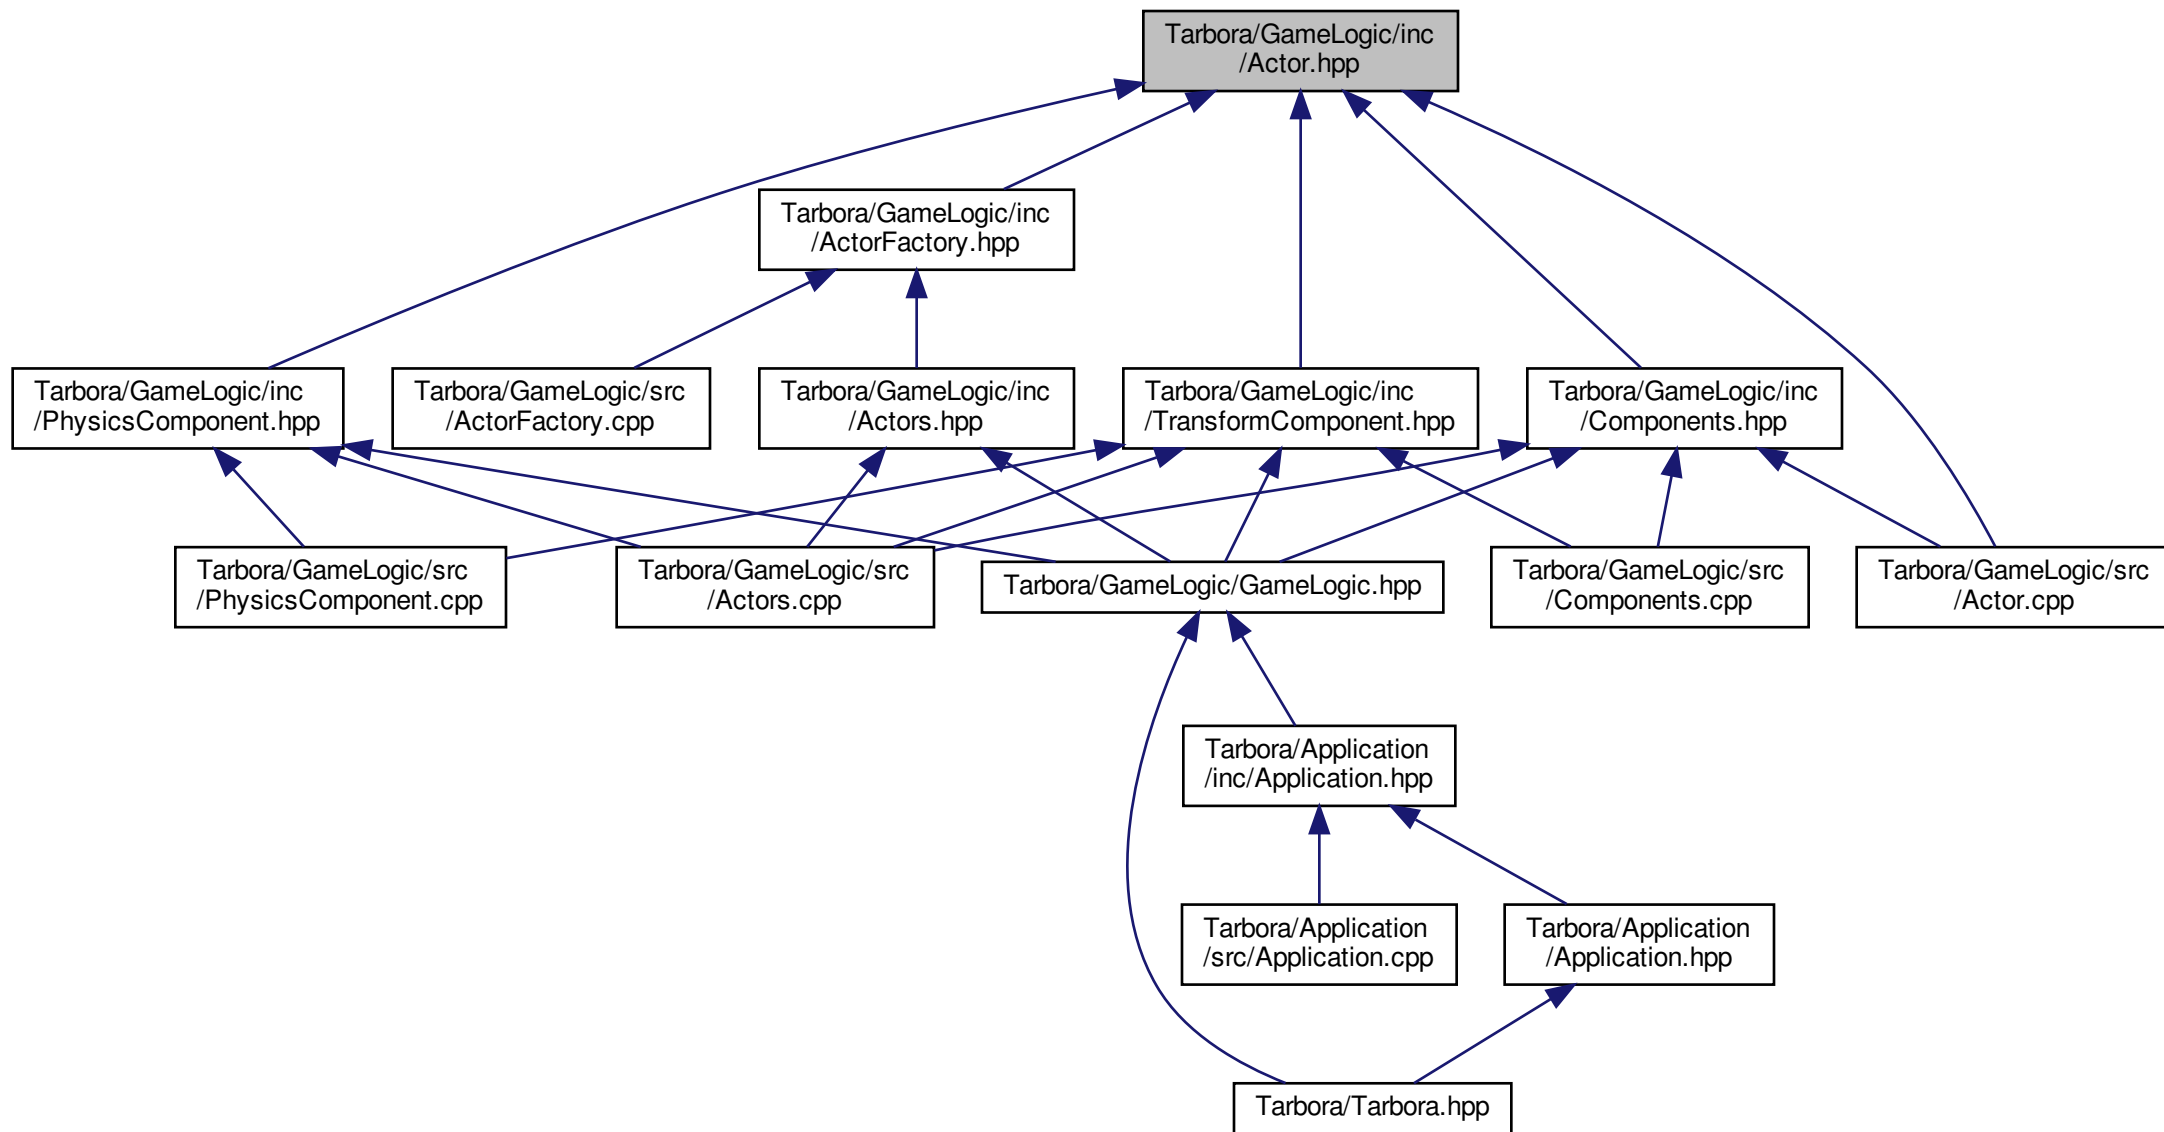 Tarbora/GameLogic/inc
/Actor.hpp
Tarbora/GameLogic/inc
/ActorFactory.hpp
Tarbora/GameLogic/inc
/PhysicsComponent.hpp
Tarbora/GameLogic/src
/ActorFactory.cpp
Tarbora/GameLogic/inc
/Actors.hpp
Tarbora/GameLogic/inc
/TransformComponent.hpp
Tarbora/GameLogic/inc
/Components.hpp
Tarbora/GameLogic/src
/PhysicsComponent.cpp
Tarbora/GameLogic/src
/Actors.cpp
Tarbora/GameLogic/GameLogic.hpp
Tarbora/GameLogic/src
/Components.cpp
Tarbora/GameLogic/src
/Actor.cpp
Tarbora/Application
/inc/Application.hpp
Tarbora/Application
/src/Application.cpp
Tarbora/Application
/Application.hpp
Tarbora/Tarbora.hpp